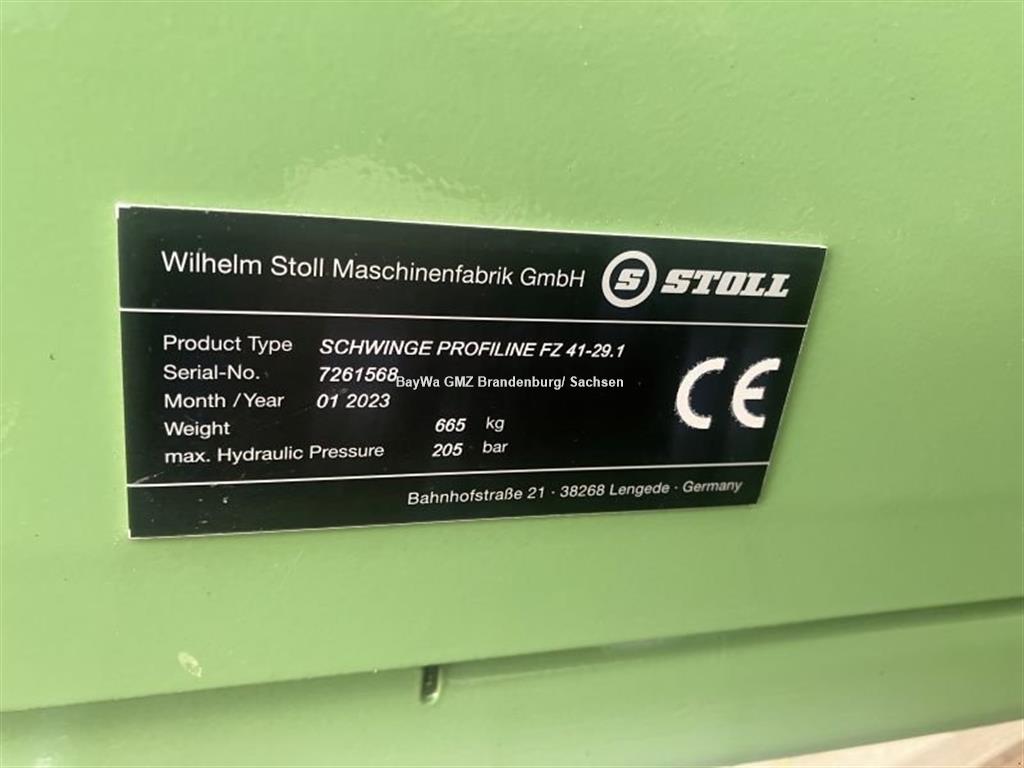 Wilhelm Stoll Maschinenfabrik GmbH S STOLL
Product Type SCHWINGE PROFILINE FZ 41-29.1
Serial-No. 7261568
BayWa GMZ Brandenburg/ Sachsen
Month /Year 01 2023
Weight 665 kg
max. Hydraulic Pressure 205 bar
CE
Bahnhofstraße 21 · 38268 Lengede · Germany